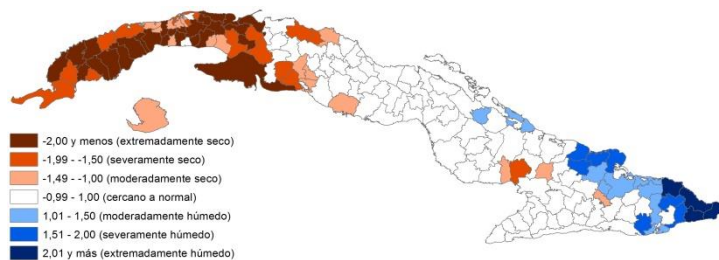 -2,00 y menos (extremadamente seco)
-1,99 - -1,50 (severamente seco)
-1,49 - -1,00 (moderadamente seco)
-0,99 - 1,00 (cercano a normal)
1,01 - 1,50 (moderadamente húmedo)
1,51 - 2,00 (severamente húmedo)
2,01 y más (extremadamente húmedo)